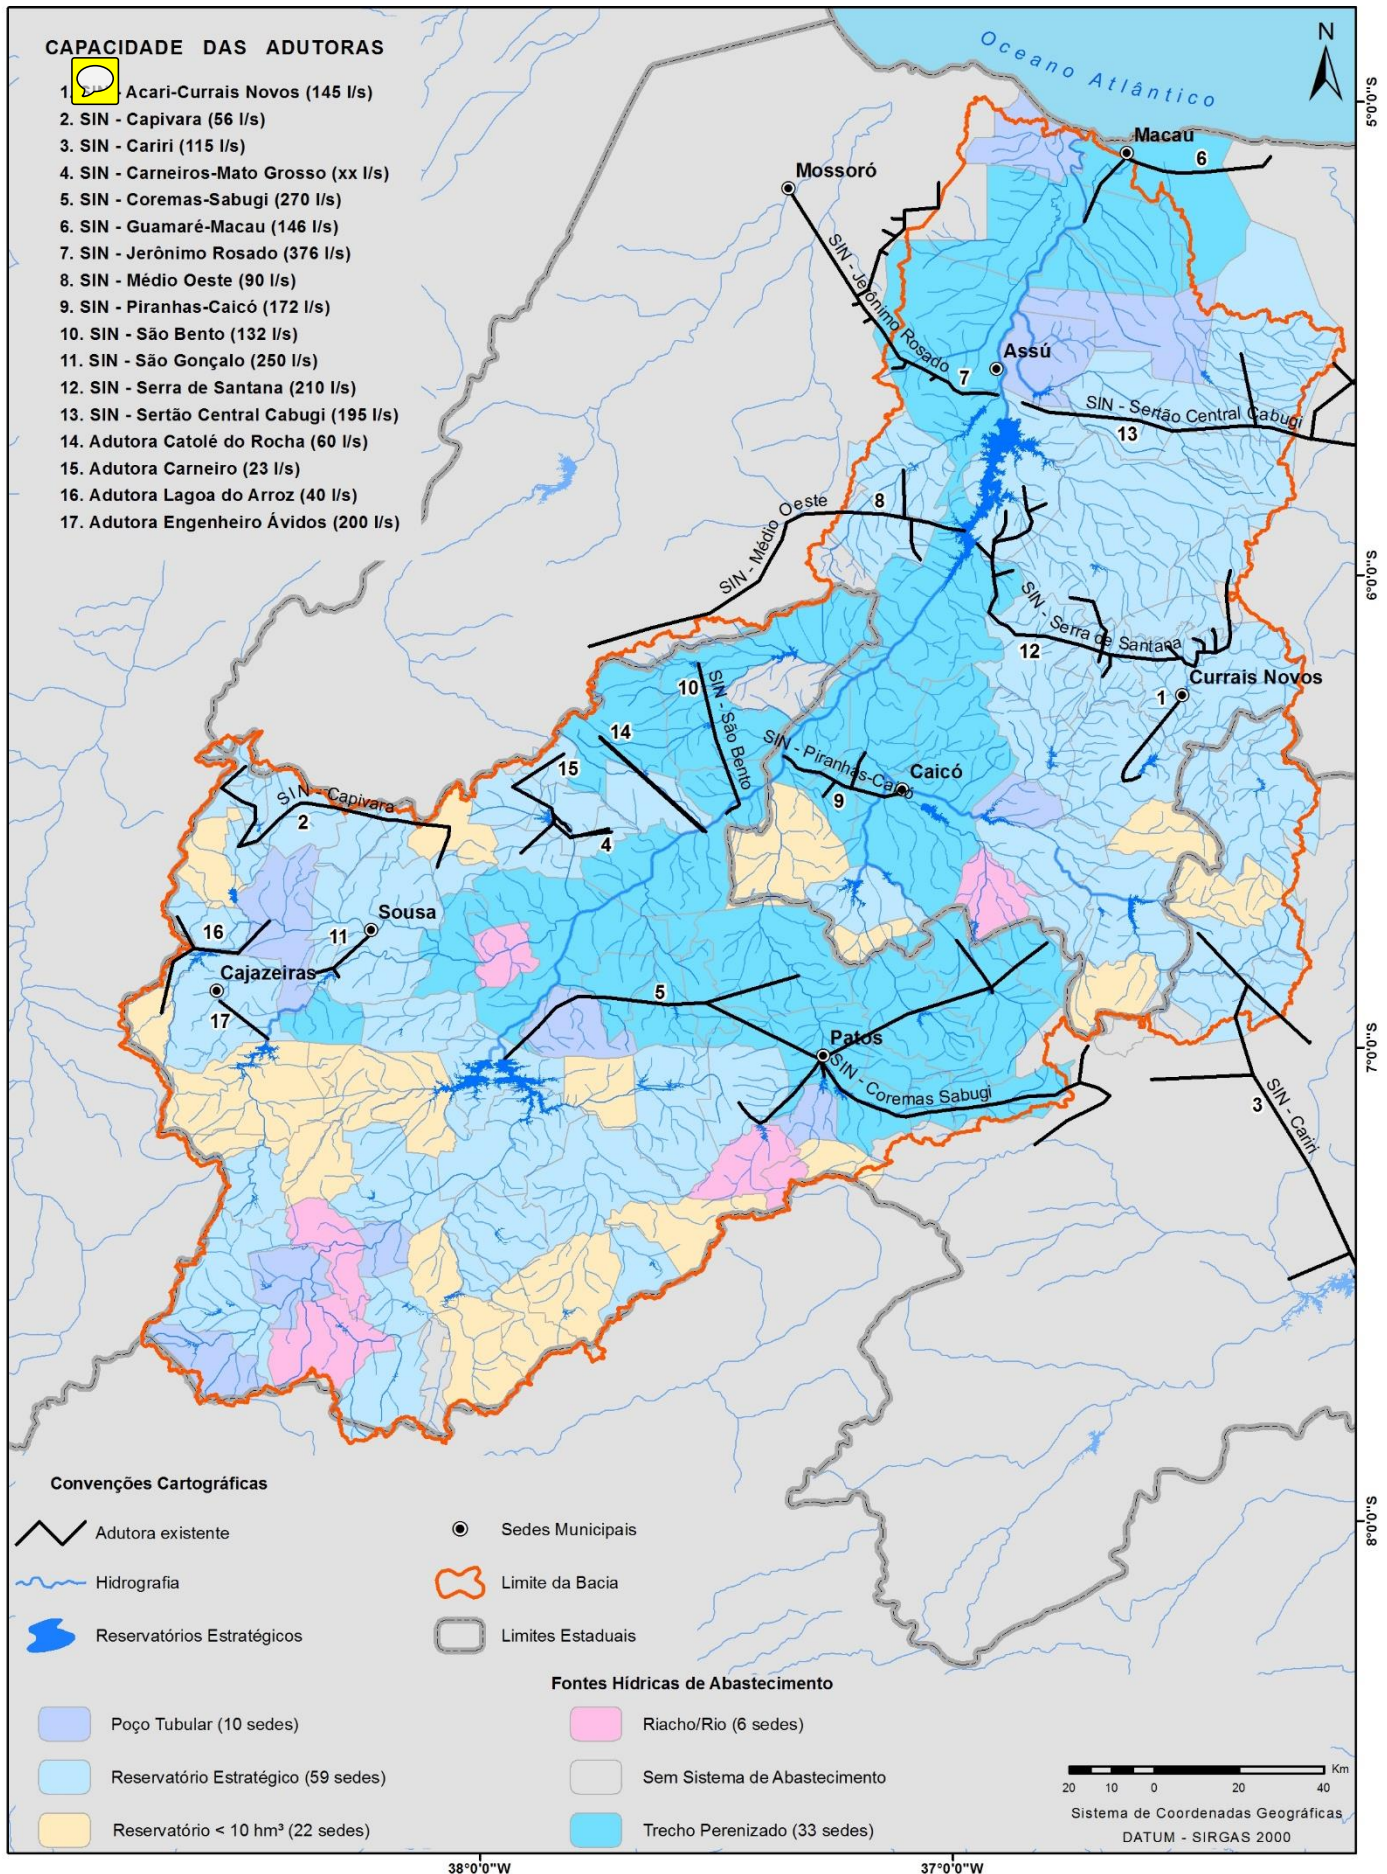 CAPACIDADE DAS ADUTORAS
1. SIN - Acari-Currais Novos (145 l/s)
2. SIN - Capivara (56 l/s)
3. SIN - Cariri (115 l/s)
4. SIN - Carneiros-Mato Grosso (xx l/s)
5. SIN - Coremas-Sabugi (270 l/s)
6. SIN - Guamaré-Macau (146 l/s)
7. SIN - Jerônimo Rosado (376 l/s)
8. SIN - Médio Oeste (90 l/s)
9. SIN - Piranhas-Caicó (172 l/s)
10. SIN - São Bento (132 l/s)
11. SIN - São Gonçalo (250 l/s)
12. SIN - Serra de Santana (210 l/s)
13. SIN - Sertão Central Cabugi (195 l/s)
14. Adutora Catolé do Rocha (60 l/s)
15. Adutora Carneiro (23 l/s)
16. Adutora Lagoa do Arroz (40 l/s)
17. Adutora Engenheiro Ávidos (200 l/s)
Oceano Atlântico
N
5°0'0"S
Macau
6
Mossoró
SIN - Jerônimo Rosado
Assú
7
SIN - Sertão Central Cabugi
13
8
SIN - Médio Oeste
6°0'0"S
SIN - Serra de Santana
12
Currais Novos
1
10
SIN - São Bento
14
15
SIN - Piranhas-Caicó
Caicó
9
SIN - Capivara
2
4
Sousa
11
16
Cajazeiras
17
5
Patos
SIN - Coremas Sabugi
7°0'0"S
3
SIN - Cariri
8°0'0"S
Convenções Cartográficas
Adutora existente
Sedes Municipais
Hidrografia
Limite da Bacia
Reservatórios Estratégicos
Limites Estaduais
Fontes Hídricas de Abastecimento
Poço Tubular (10 sedes)
Riacho/Rio (6 sedes)
Reservatório Estratégico (59 sedes)
Sem Sistema de Abastecimento
Reservatório < 10 hm³ (22 sedes)
Trecho Perenizado (33 sedes)
Km
20 10 0 20 40
Sistema de Coordenadas Geográficas
DATUM - SIRGAS 2000
38°0'0"W
37°0'0"W